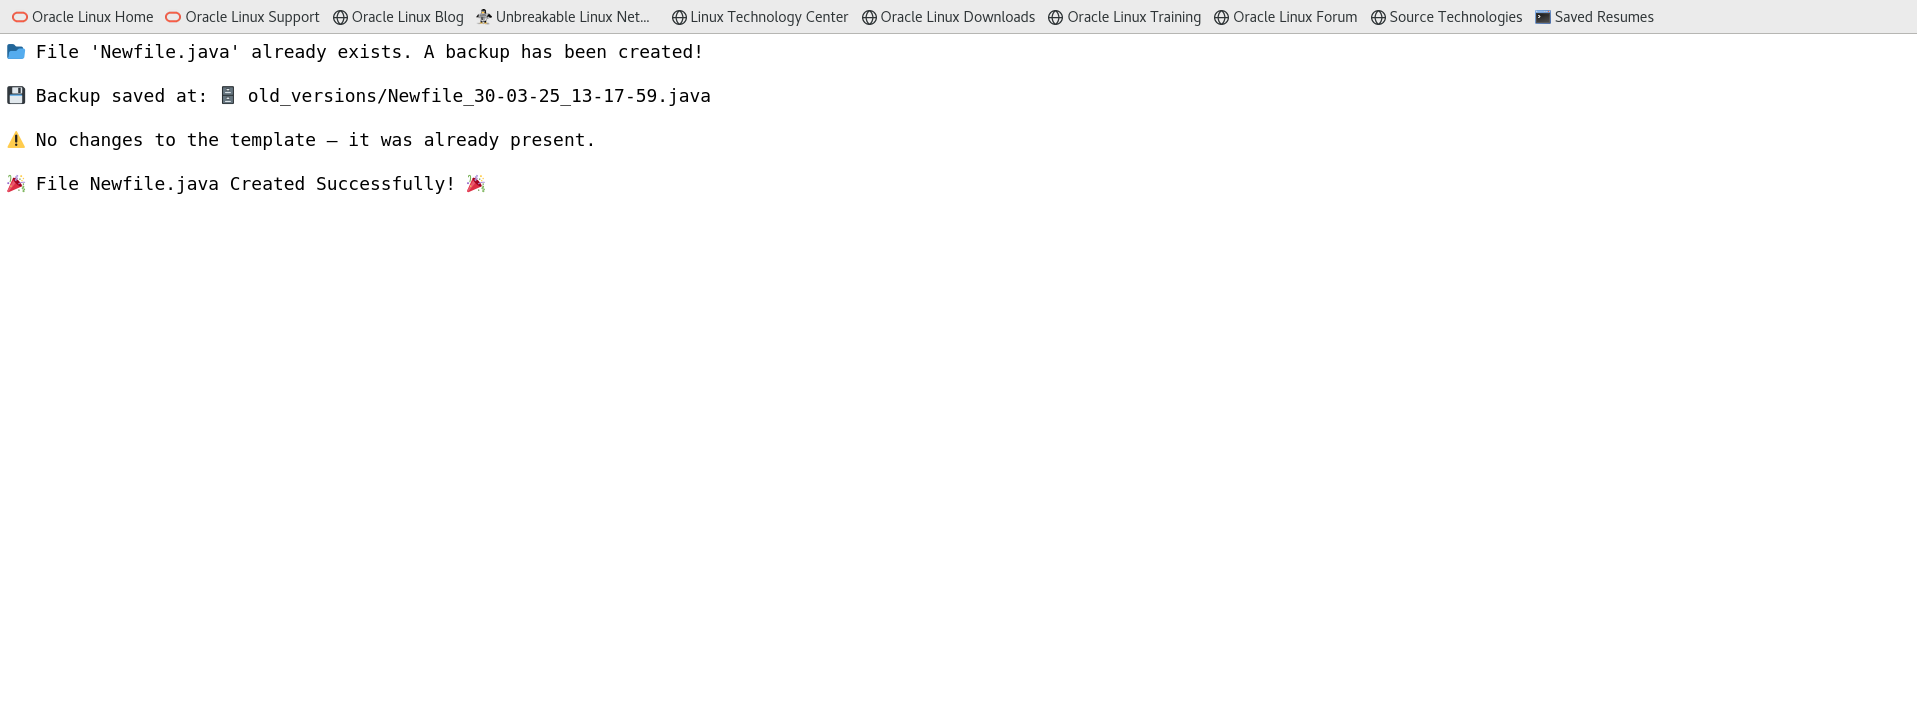 Oracle Linux Home Oracle Linux Support Oracle Linux Blog Unbreakable Linux Net... Linux Technology Center Oracle Linux Downloads Oracle Linux Training Oracle Linux Forum Source Technologies Saved Resumes
📂 File 'Newfile.java' already exists. A backup has been created!
💾 Backup saved at: 🗄️ old_versions/Newfile_30-03-25_13-17-59.java
⚠️ No changes to the template — it was already present.
🎉 File Newfile.java Created Successfully! 🎉